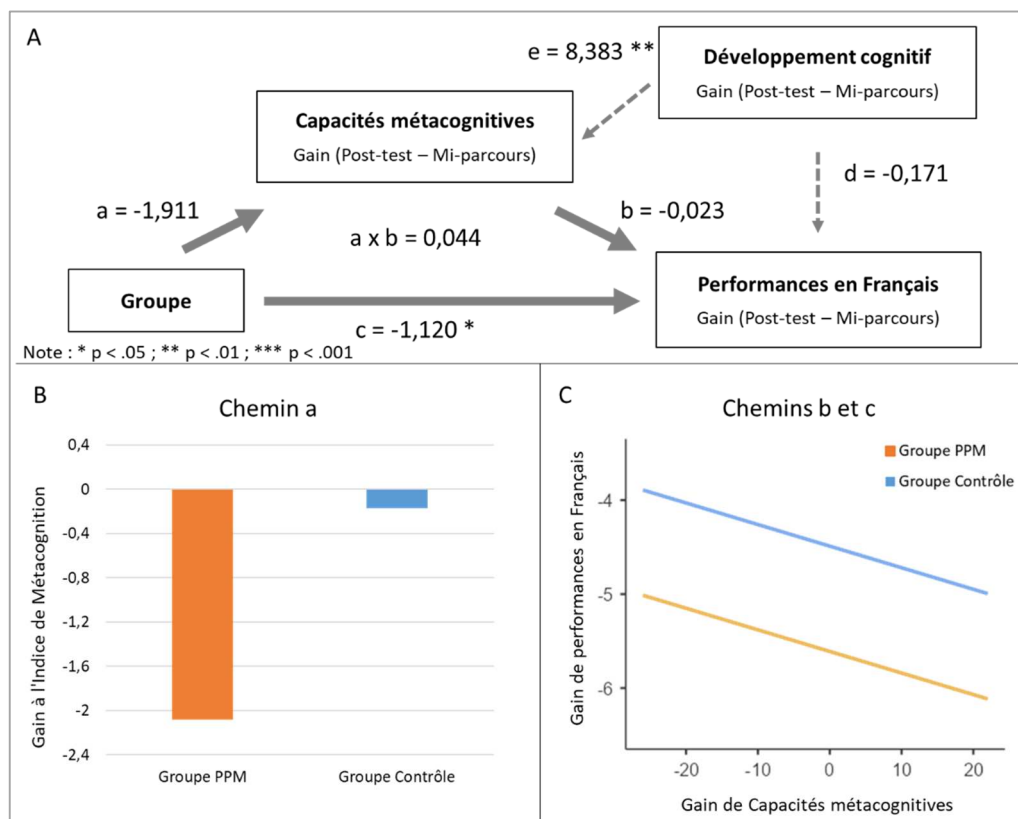 A
e = 8,383 **
Développement cognitif
Gain (Post-test – Mi-parcours)
Capacités métacognitives
Gain (Post-test – Mi-parcours)
d = -0,171
a = -1,911
b = -0,023
a x b = 0,044
Groupe
Performances en Français
Gain (Post-test – Mi-parcours)
c = -1,120 *
Note : * p < .05 ; ** p < .01 ; *** p < .001
B
Chemin a
Gain à l'Indice de Métacognition
0,4
0
-0,4
-0,8
-1,2
-1,6
-2
-2,4
Groupe PPM
Groupe Contrôle
C
Chemins b et c
Groupe PPM
Groupe Contrôle
Gain de performances en Français
-4
-5
-6
-20
-10
0
10
20
Gain de Capacités métacognitives